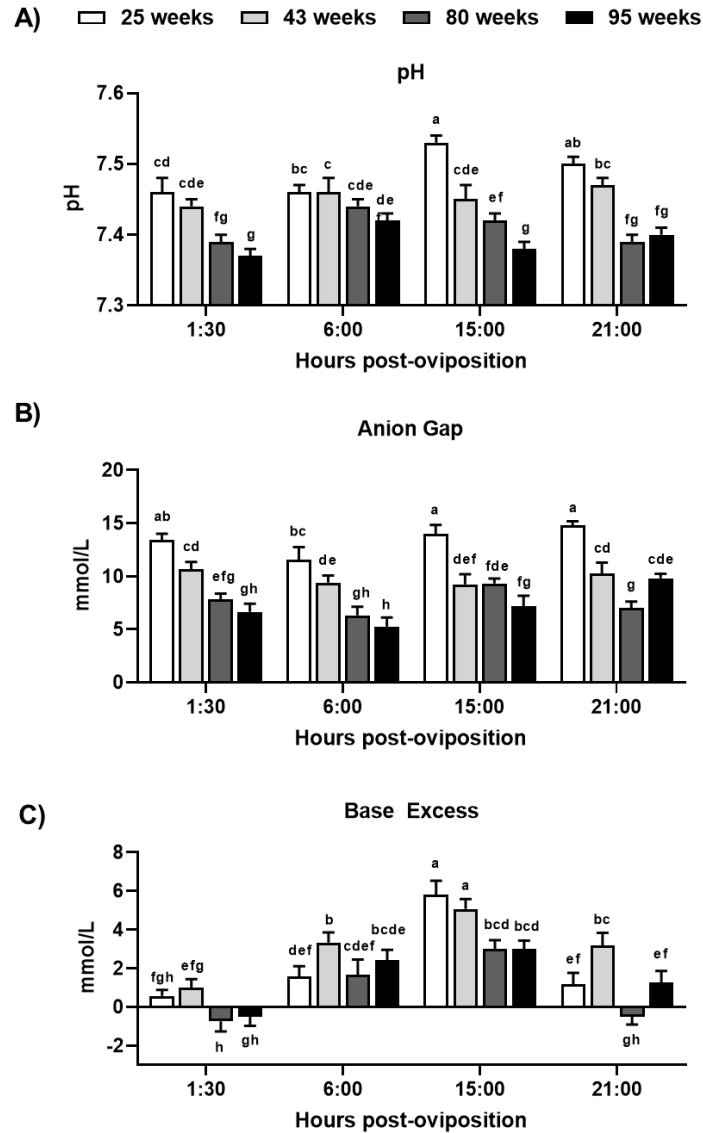 A) 25 weeks 43 weeks 80 weeks 95 weeks
pH
7.6
7.5
7.4
7.3
pH
cd cde fg g bc c cde de a cde ef g ab bc fg fg
1:30 6:00 15:00 21:00
Hours post-oviposition
B)
Anion Gap
20
15
10
5
0
mmol/L
ab cd efg gh bc de gh h a def fde fg a cd g cde
1:30 6:00 15:00 21:00
Hours post-oviposition
C)
Base Excess
8
6
4
2
0
-2
mmol/L
fgh efg h gh def b cdef bcde a a bcd bcd ef bc gh ef
1:30 6:00 15:00 21:00
Hours post-oviposition